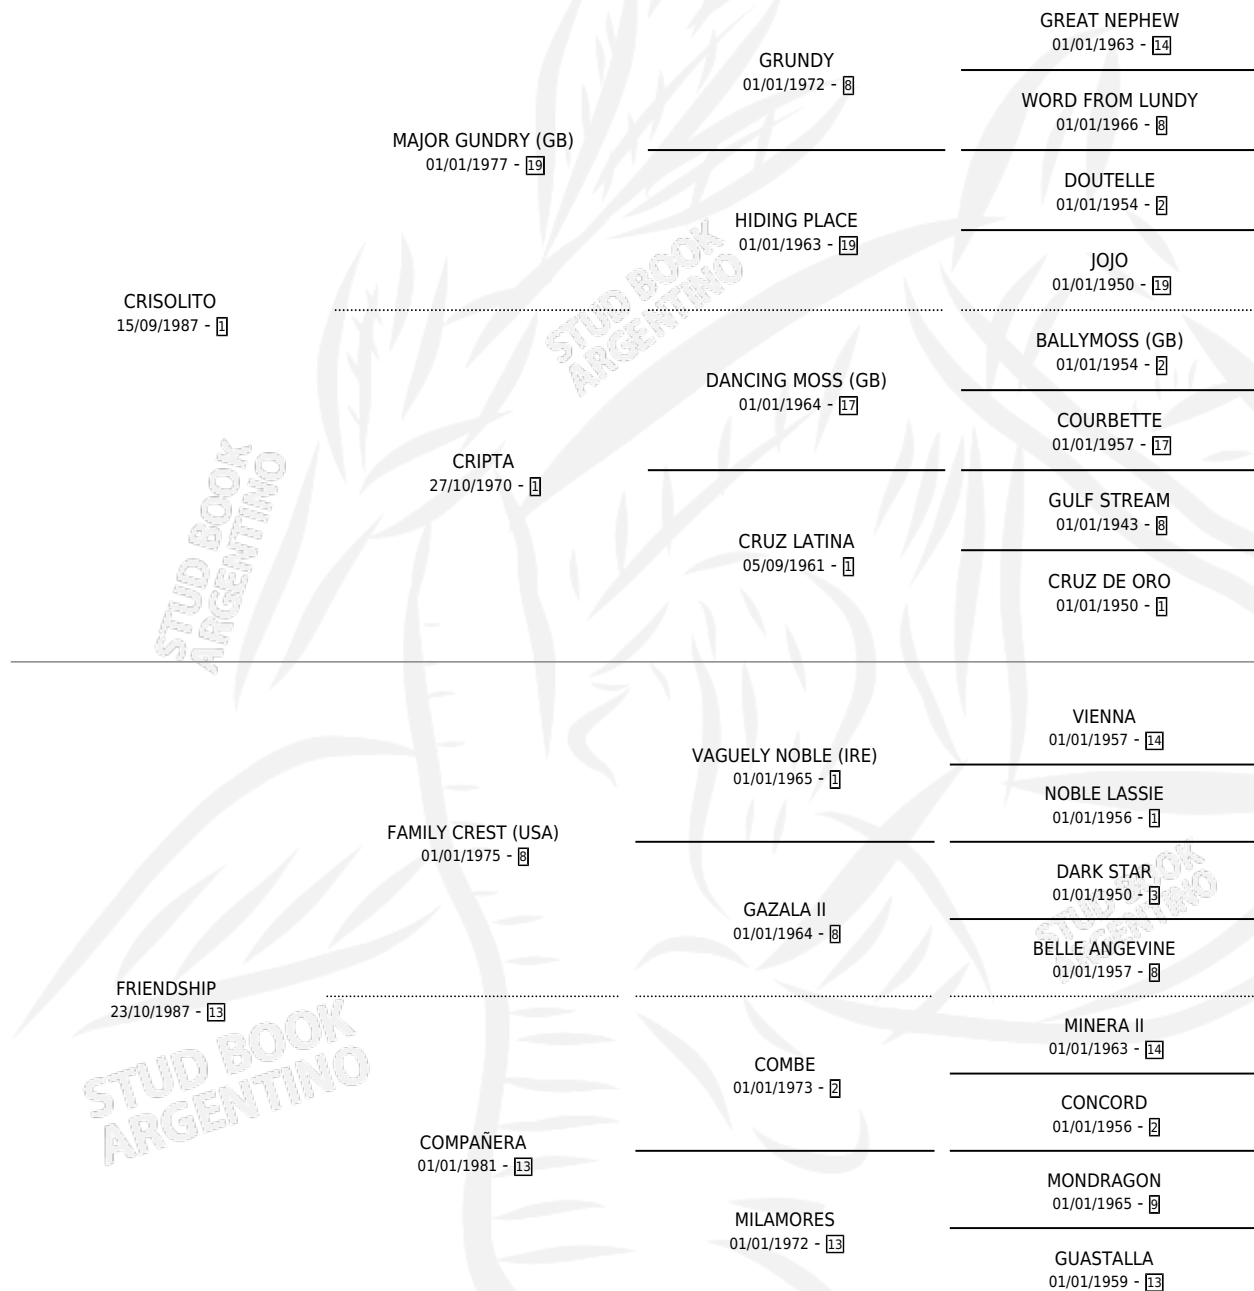 GREAT NEPHEW
01/01/1963 - 14
GRUNDY
01/01/1972 - 8
WORD FROM LUNDY
01/01/1966 - 8
MAJOR GUNDRY (GB)
01/01/1977 - 19
DOUTELLE
01/01/1954 - 2
HIDING PLACE
01/01/1963 - 19
JOJO
01/01/1950 - 19
CRISOLITO
15/09/1987 - 1
BALLYMOSS (GB)
01/01/1954 - 2
DANCING MOSS (GB)
01/01/1964 - 17
COURBETTE
01/01/1957 - 17
CRIPTA
27/10/1970 - 1
GULF STREAM
01/01/1943 - 8
CRUZ LATINA
05/09/1961 - 1
CRUZ DE ORO
01/01/1950 - 1
STUD BOOK
ARGENTINO
STUD BOOK
ARGENTINO
VIENNA
01/01/1957 - 14
VAGUELY NOBLE (IRE)
01/01/1965 - 1
NOBLE LASSIE
01/01/1956 - 1
FAMILY CREST (USA)
01/01/1975 - 8
DARK STAR
01/01/1950 - 3
GAZALA II
01/01/1964 - 8
BELLE ANGEVINE
01/01/1957 - 8
FRIENDSHIP
23/10/1987 - 13
MINERA II
01/01/1963 - 14
COMBE
01/01/1973 - 2
CONCORD
01/01/1956 - 2
COMPAÑERA
01/01/1981 - 13
MONDRAGON
01/01/1965 - 9
MILAMORES
01/01/1972 - 13
GUASTALLA
01/01/1959 - 13
STUD BOOK
ARGENTINO
STUD BOOK
ARGENTINO